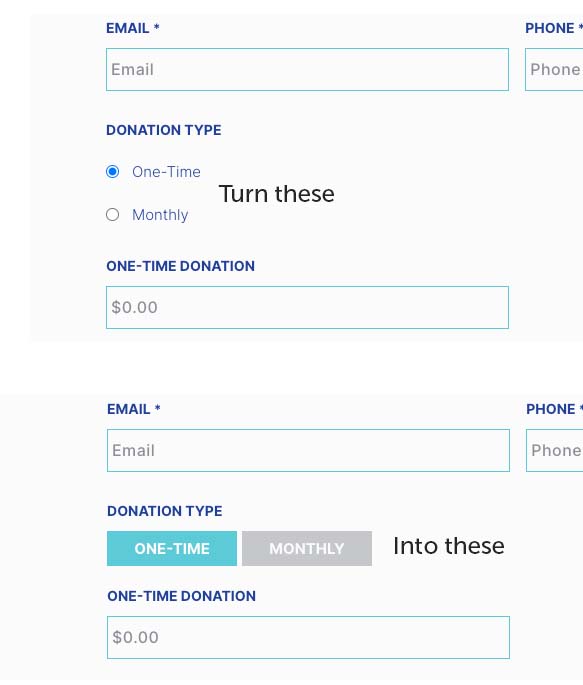 EMAIL * PHONE *
Email Phone
DONATION TYPE
One-Time
Turn these
Monthly
ONE-TIME DONATION
$0.00
EMAIL * PHONE *
Email Phone
DONATION TYPE
ONE-TIME MONTHLY Into these
ONE-TIME DONATION
$0.00